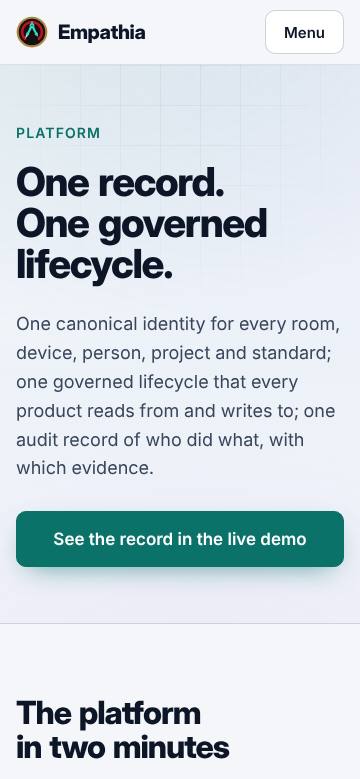 Empathia
Menu
PLATFORM
One record.
One governed
lifecycle.
One canonical identity for every room,
device, person, project and standard;
one governed lifecycle that every
product reads from and writes to; one
audit record of who did what, with
which evidence.
See the record in the live demo
The platform
in two minutes